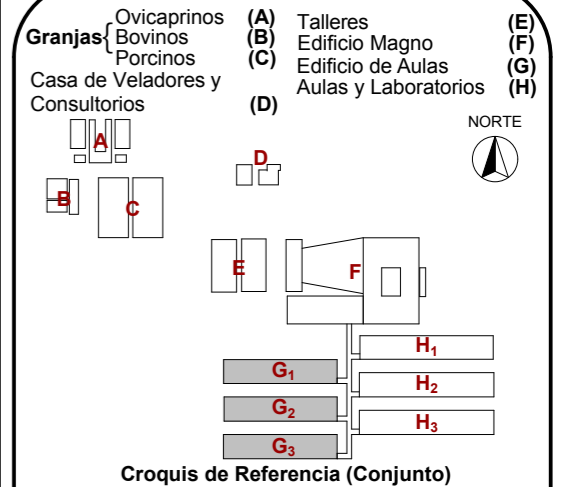 Granjas { Ovicaprinos (A)
Bovinos (B)
Porcinos (C)
Casa de Veladores y
Consultorios (D)
Talleres (E)
Edificio Magno (F)
Edificio de Aulas (G)
Aulas y Laboratorios (H)
NORTE
A
D
B
C
E
F
H1
G1
H2
G2
H3
G3
Croquis de Referencia (Conjunto)